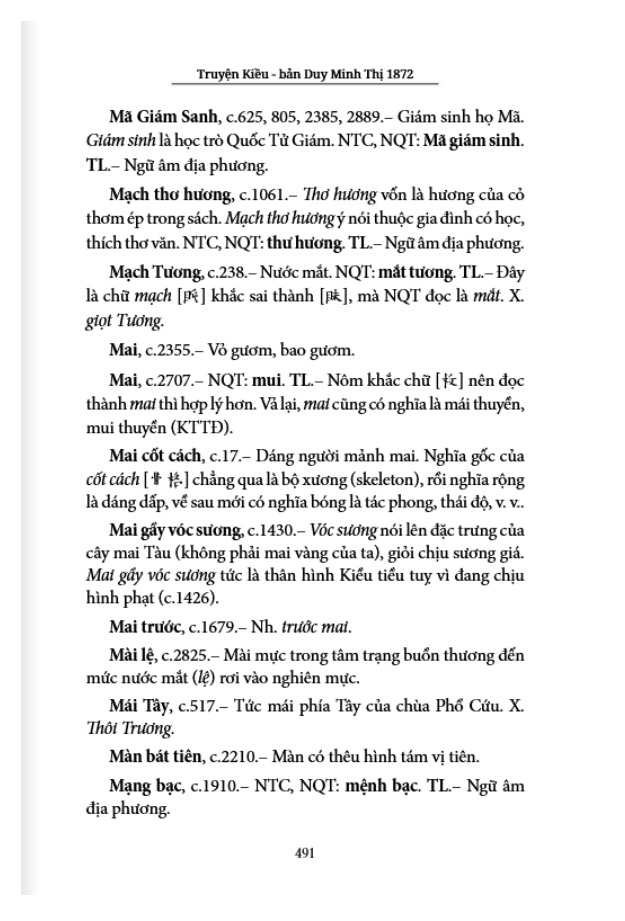 Truyện Kiều - bản Duy Minh Thị 1872
Mã Giám Sanh, c.625, 805, 2385, 2889.– Giám sinh họ Mã.
Giám sinh là học trò Quốc Tử Giám. NTC, NQT: Mã giám sinh.
TL.– Ngữ âm địa phương.
Mạch thơ hương, c.1061.– Thơ hương vốn là hương của cỏ
thơm ép trong sách. Mạch thơ hương ý nói thuộc gia đình có học,
thích thơ văn. NTC, NQT: thư hương. TL.– Ngữ âm địa phương.
Mạch Tương, c.238.– Nước mắt. NQT: mắt tương. TL.– Đây
là chữ mạch [] khắc sai thành [], mà NQT đọc là mắt. X.
giọt Tương.
Mai, c.2355.– Vỏ gươm, bao gươm.
Mai, c.2707.– NQT: mui. TL.– Nôm khắc chữ [] nên đọc
thành mai thì hợp lý hơn. Vả lại, mai cũng có nghĩa là mái thuyền,
mui thuyền (KTTĐ).
Mai cốt cách, c.17.– Dáng người mảnh mai. Nghĩa gốc của
cốt cách [] chẳng qua là bộ xương (skeleton), rồi nghĩa rộng
là dáng dấp, về sau mới có nghĩa bóng là tác phong, thái độ, v. v..
Mai gầy vóc sương, c.1430.– Vóc sương nói lên đặc trưng của
cây mai Tàu (không phải mai vàng của ta), giỏi chịu sương giá.
Mai gầy vóc sương tức là thân hình Kiều tiều tuỵ vì đang chịu
hình phạt (c.1426).
Mai trước, c.1679.– Nh. trước mai.
Mài lệ, c.2825.– Mài mực trong tâm trạng buồn thương đến
mức nước mắt (lệ) rơi vào nghiên mực.
Mái Tây, c.517.– Tức mái phía Tây của chùa Phổ Cứu. X.
Thôi Trương.
Màn bát tiên, c.2210.– Màn có thêu hình tám vị tiên.
Mạng bạc, c.1910.– NTC, NQT: mệnh bạc. TL.– Ngữ âm
địa phương.
491